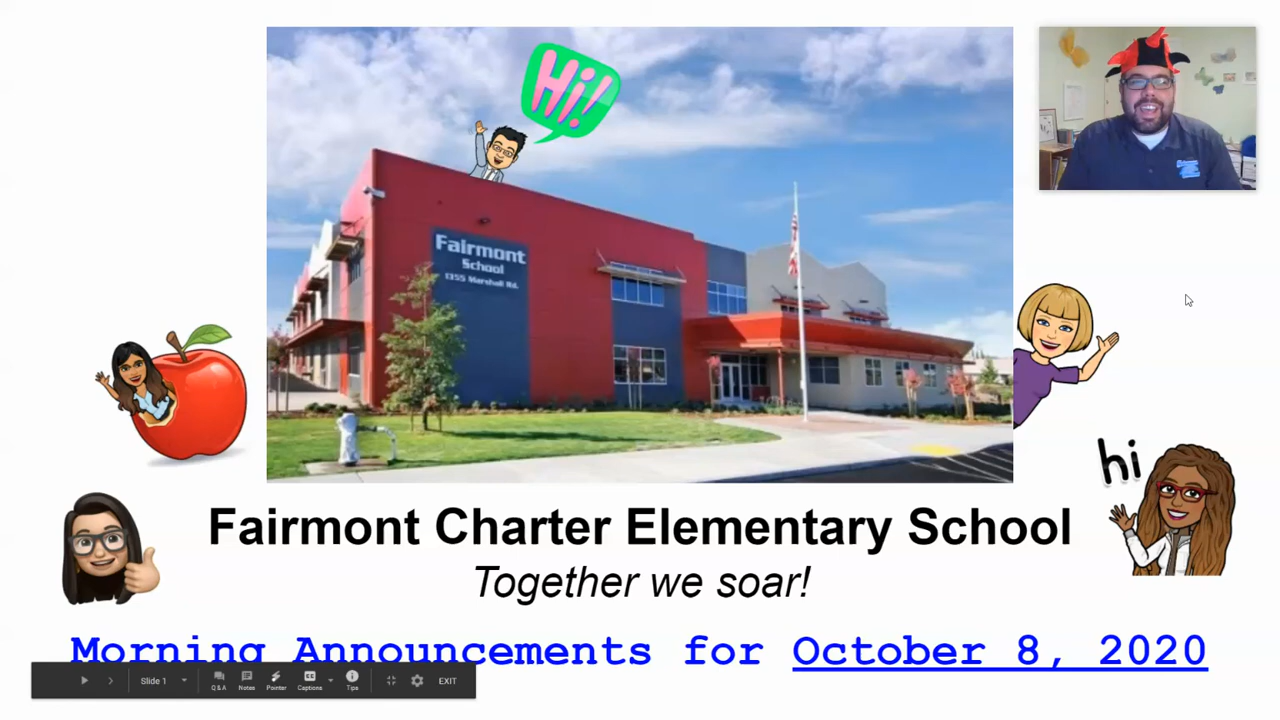 Hi!
Fairmont
School
1355 Marshall Rd.
hi
Fairmont Charter Elementary School
Together we soar!
Morning Announcements for October 8, 2020
Slide 1
Q & A
Notes
Pointer
Captions
Tips
EXIT